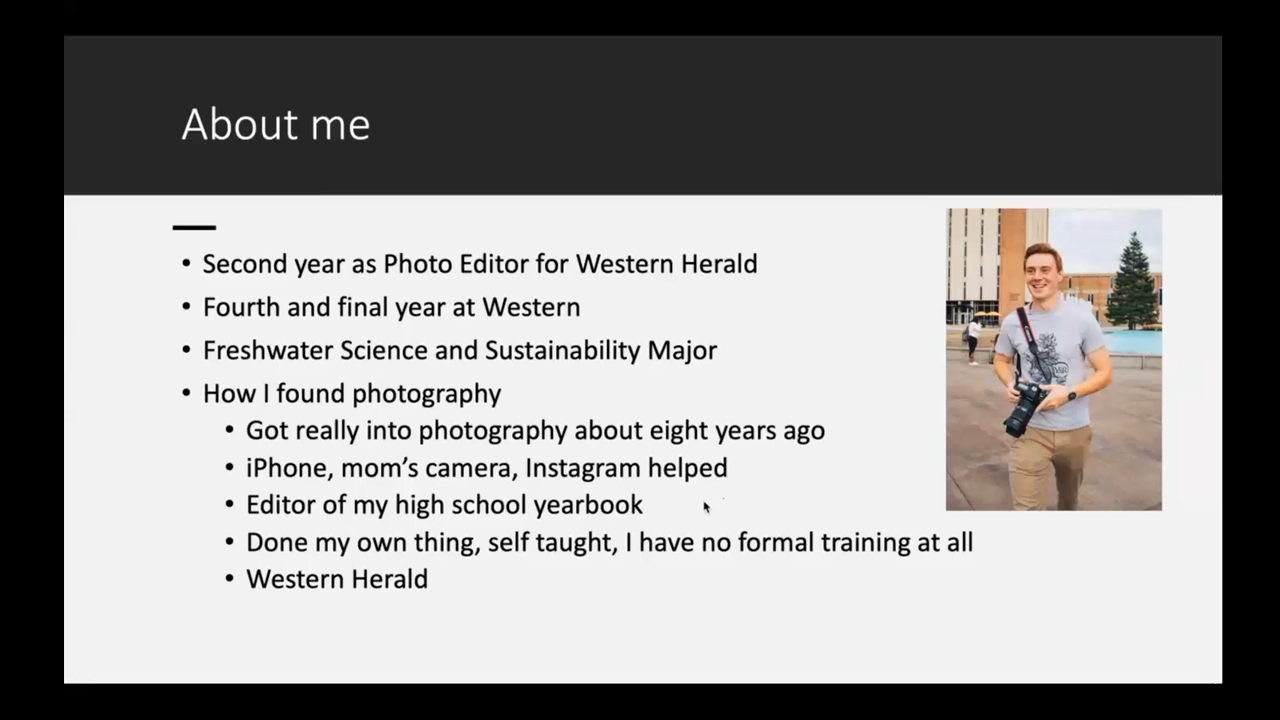 About me
• Second year as Photo Editor for Western Herald
• Fourth and final year at Western
• Freshwater Science and Sustainability Major
• How I found photography
• Got really into photography about eight years ago
• iPhone, mom's camera, Instagram helped
• Editor of my high school yearbook
• Done my own thing, self taught, I have no formal training at all
• Western Herald